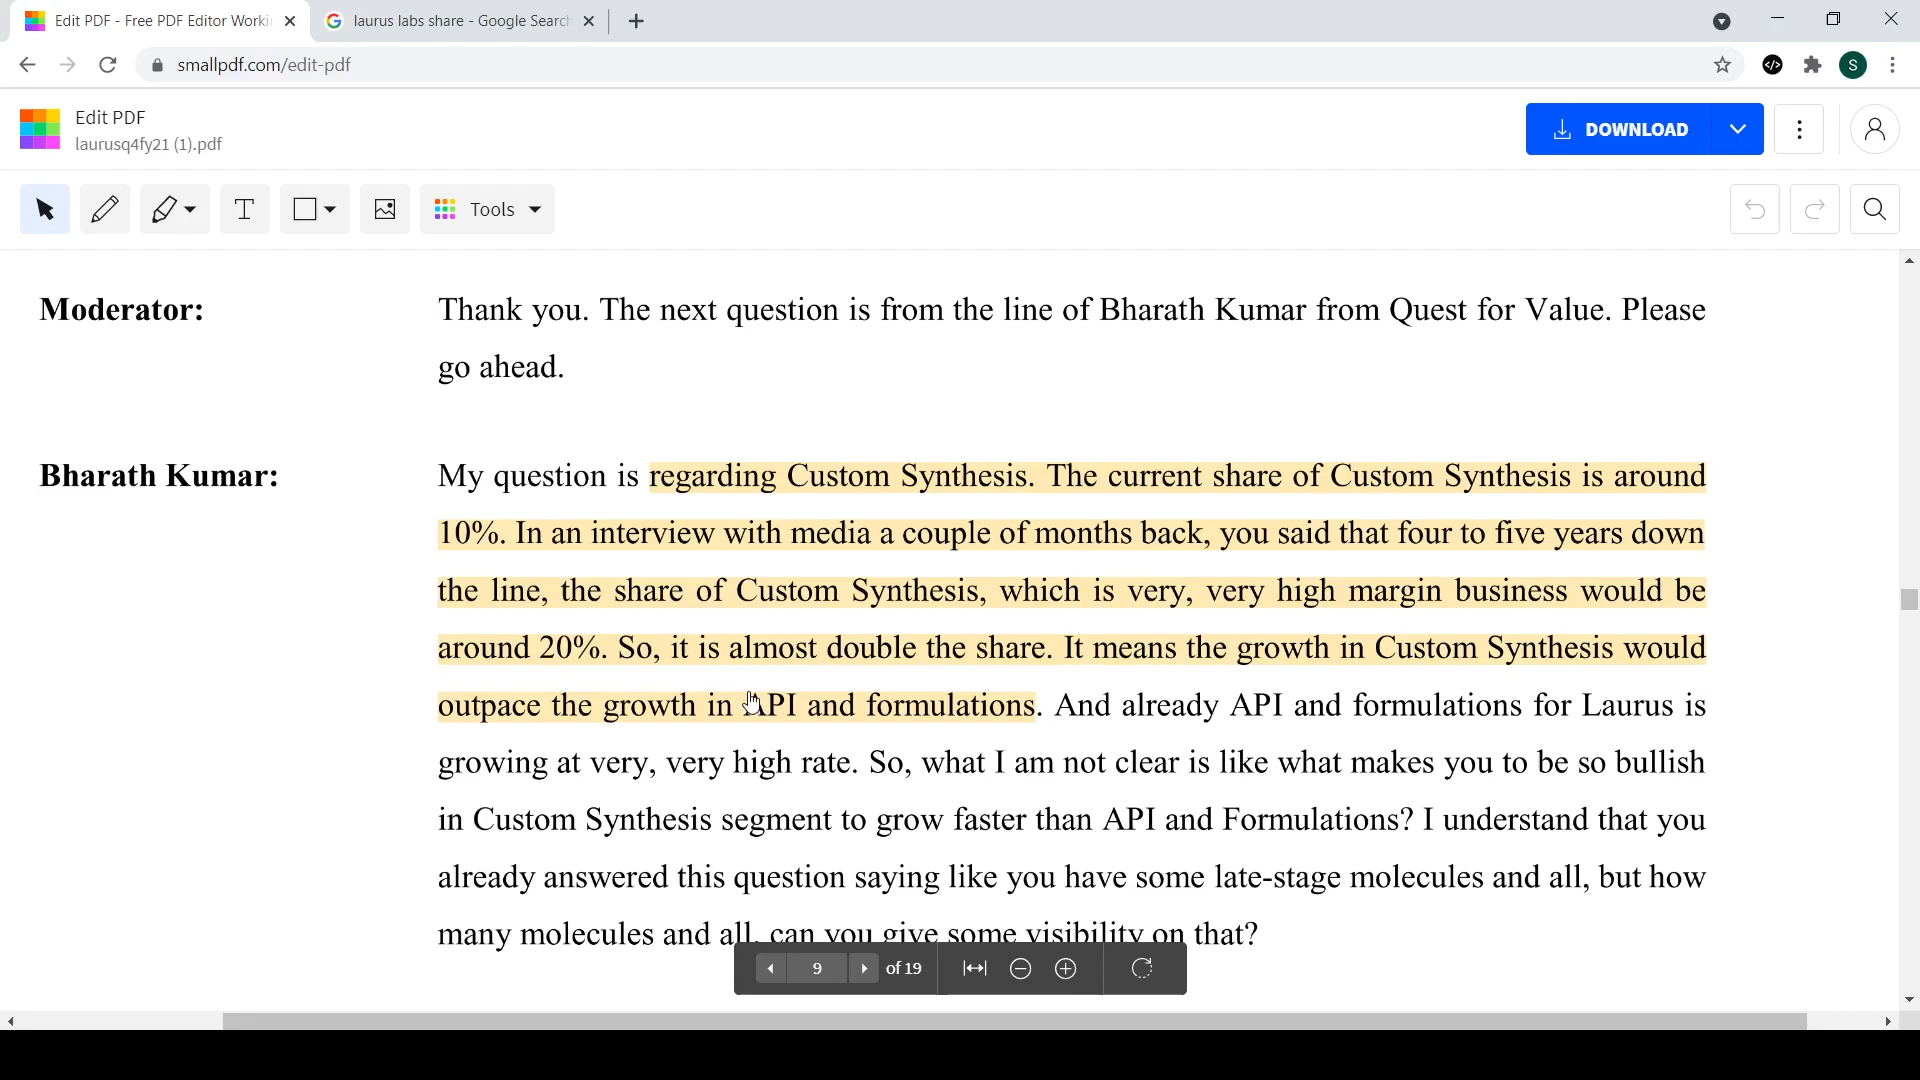 Edit PDF - Free PDF Editor Worki
laurus labs share - Google Search
smallpdf.com/edit-pdf
S
Edit PDF
laurusq4fy21 (1).pdf
DOWNLOAD
T
Tools
Moderator:
Thank you. The next question is from the line of Bharath Kumar from Quest for Value. Please
go ahead.
Bharath Kumar:
My question is regarding Custom Synthesis. The current share of Custom Synthesis is around
10%. In an interview with media a couple of months back, you said that four to five years down
the line, the share of Custom Synthesis, which is very, very high margin business would be
around 20%. So, it is almost double the share. It means the growth in Custom Synthesis would
outpace the growth in API and formulations. And already API and formulations for Laurus is
growing at very, very high rate. So, what I am not clear is like what makes you to be so bullish
in Custom Synthesis segment to grow faster than API and Formulations? I understand that you
already answered this question saying like you have some late-stage molecules and all, but how
many molecules and all, can you give some visibility on that?
9
of 19